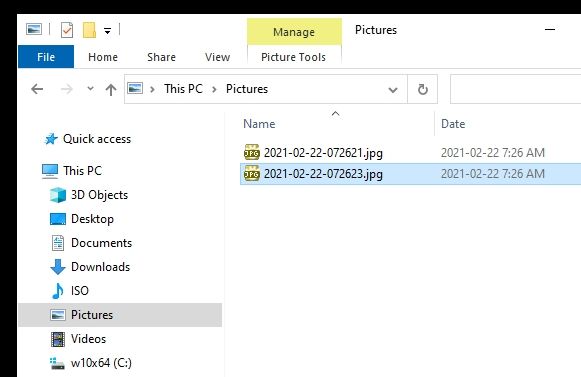 Manage
Pictures
File
Home
Share
View
Picture Tools
This PC
Pictures
Name
Date
Quick access
This PC
3D Objects
Desktop
Documents
Downloads
ISO
Pictures
Videos
w10x64 (C:)
JPG
2021-02-22-072621.jpg
2021-02-22 7:26 AM
JPG
2021-02-22-072623.jpg
2021-02-22 7:26 AM